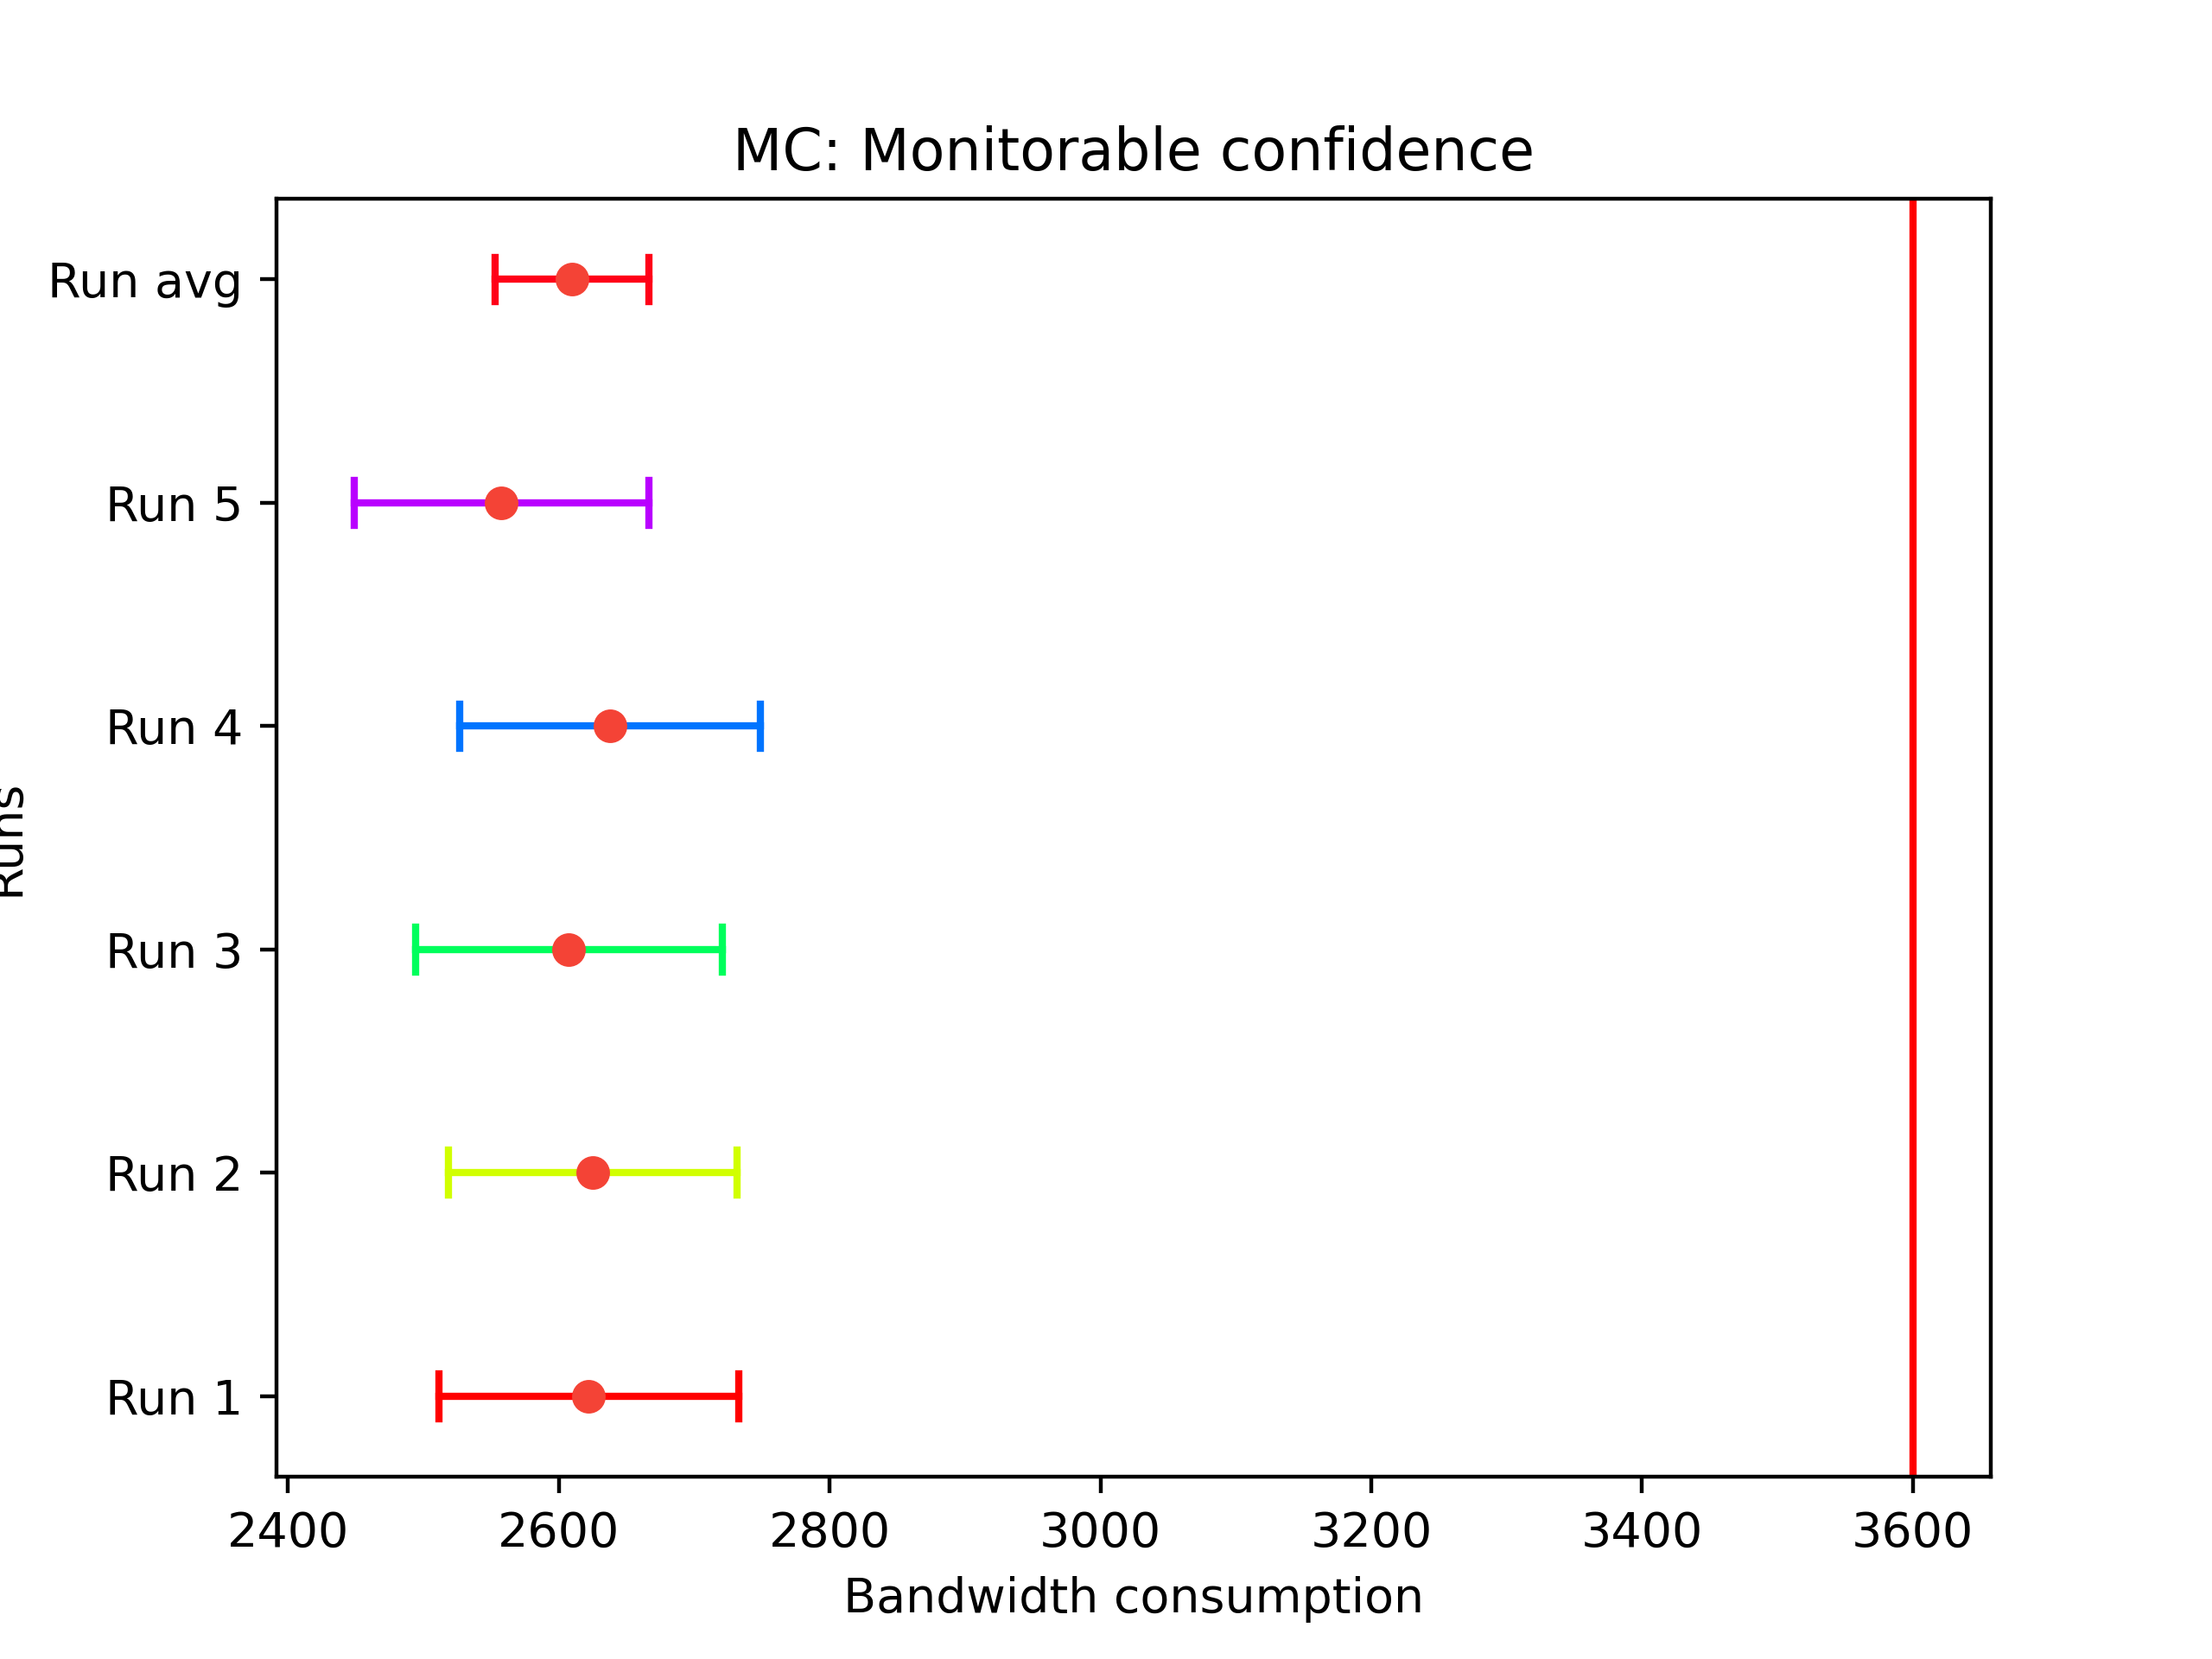 MC: Monitorable confidence
Run avg
Run 5
Run 4
Run 3
Run 2
Run 1
Runs
2400 2600 2800 3000 3200 3400 3600
Bandwidth consumption